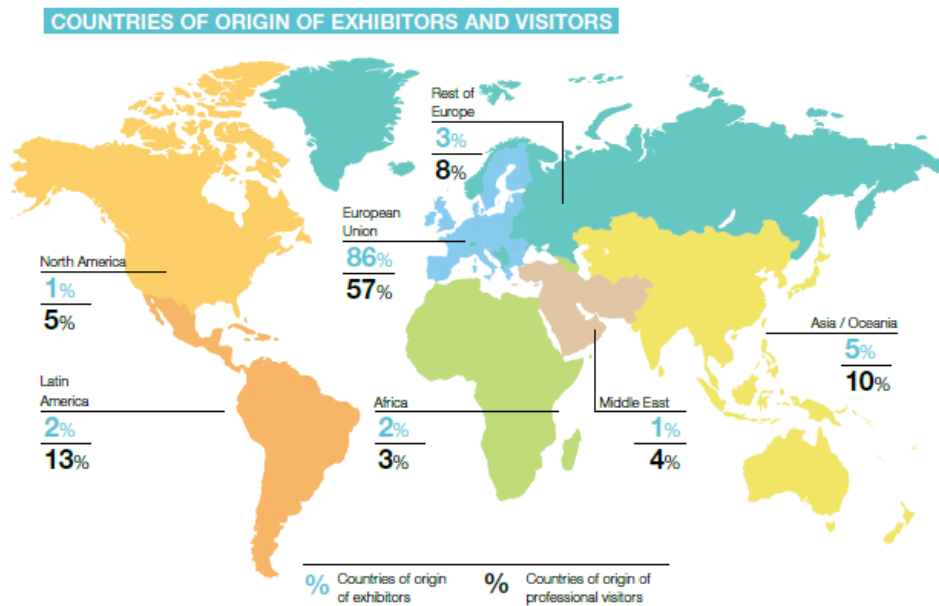 COUNTRIES OF ORIGIN OF EXHIBITORS AND VISITORS
Rest of
Europe
3%
8%
European
Union
86%
57%
North America
1%
5%
Asia / Oceania
5%
10%
Latin
America
2%
13%
Africa
2%
3%
Middle East
1%
4%
% Countries of origin
of exhibitors
% Countries of origin of
professional visitors